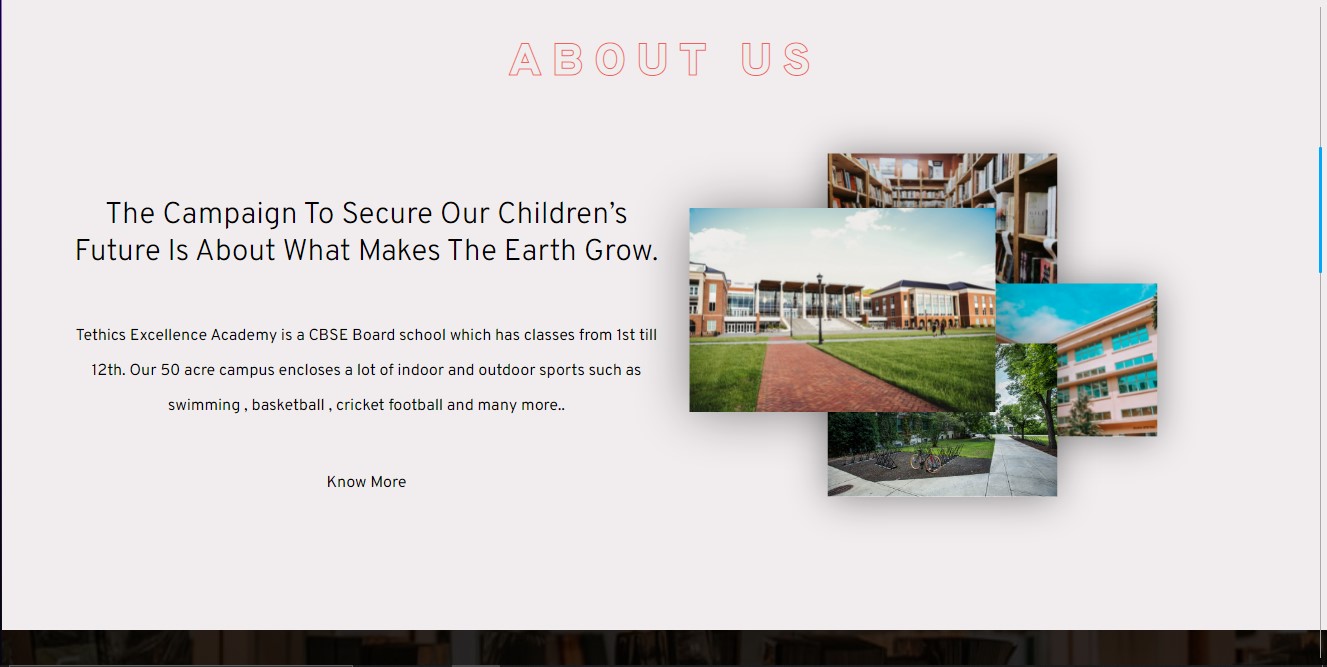 ABOUT US
The Campaign To Secure Our Children’s
Future Is About What Makes The Earth Grow.
Tethics Excellence Academy is a CBSE Board school which has classes from 1st till
12th. Our 50 acre campus encloses a lot of indoor and outdoor sports such as
swimming , basketball , cricket football and many more..
Know More